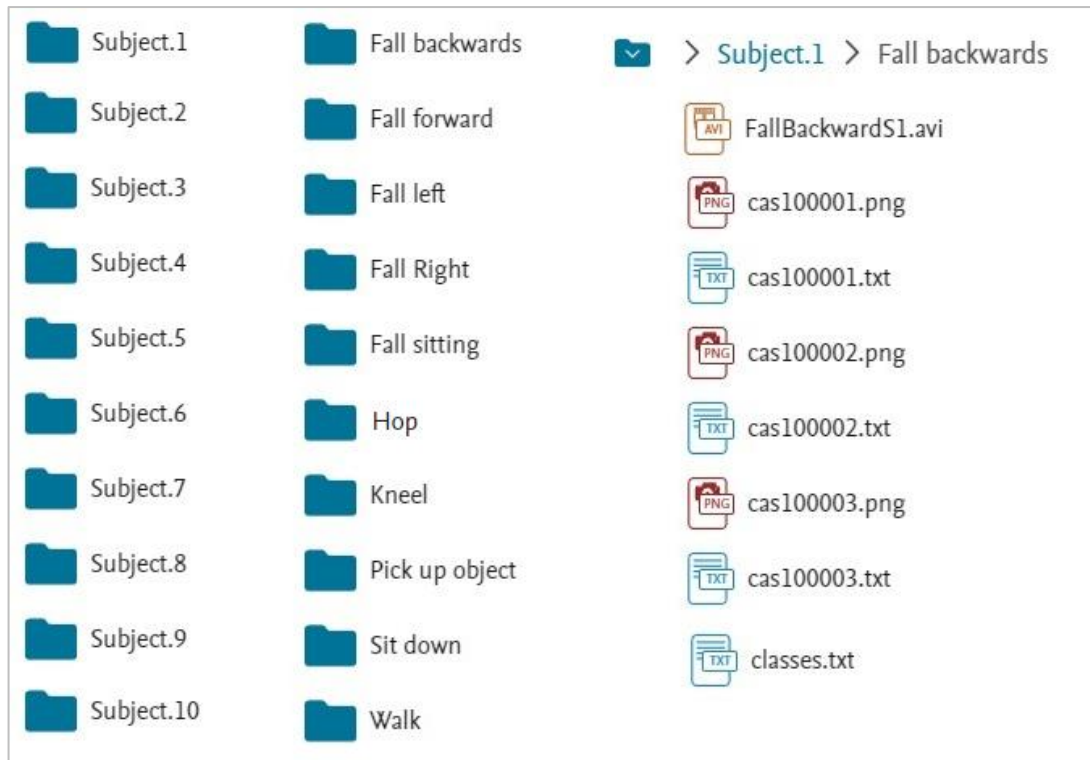 Subject.1
Subject.2
Subject.3
Subject.4
Subject.5
Subject.6
Subject.7
Subject.8
Subject.9
Subject.10
Fall backwards
Fall forward
Fall left
Fall Right
Fall sitting
Hop
Kneel
Pick up object
Sit down
Walk
> Subject.1 > Fall backwards
AVI FallBackwardS1.avi
PNG cas100001.png
TXT cas100001.txt
PNG cas100002.png
TXT cas100002.txt
PNG cas100003.png
TXT cas100003.txt
TXT classes.txt